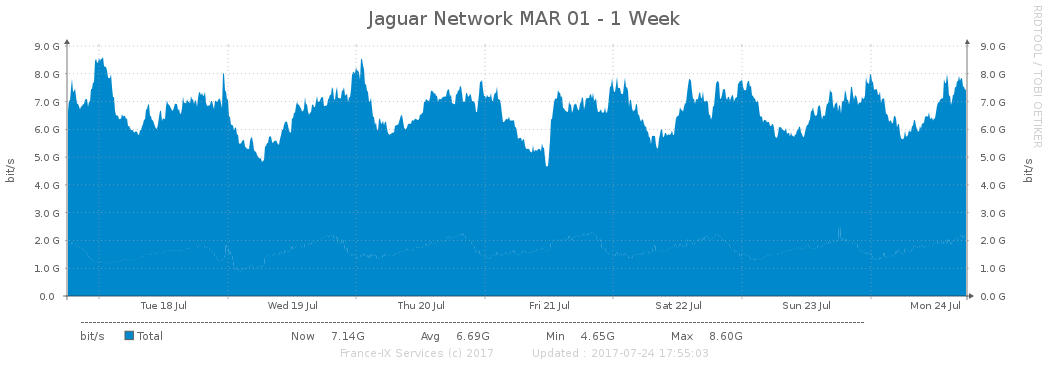 Jaguar Network MAR 01 - 1 Week
RRDTOOL / TOBI OETIKER
bit/s
9.0 G 9.0 G
8.0 G 8.0 G
7.0 G 7.0 G
6.0 G 6.0 G
5.0 G 5.0 G
4.0 G 4.0 G
3.0 G 3.0 G
2.0 G 2.0 G
1.0 G 1.0 G
0.0 0.0 G
bit/s
Tue 18 Jul Wed 19 Jul Thu 20 Jul Fri 21 Jul Sat 22 Jul Sun 23 Jul Mon 24 Jul
bit/s Total Now 7.14G Avg 6.69G Min 4.65G Max 8.60G
France-IX Services (c) 2017 Updated : 2017-07-24 17:55:03